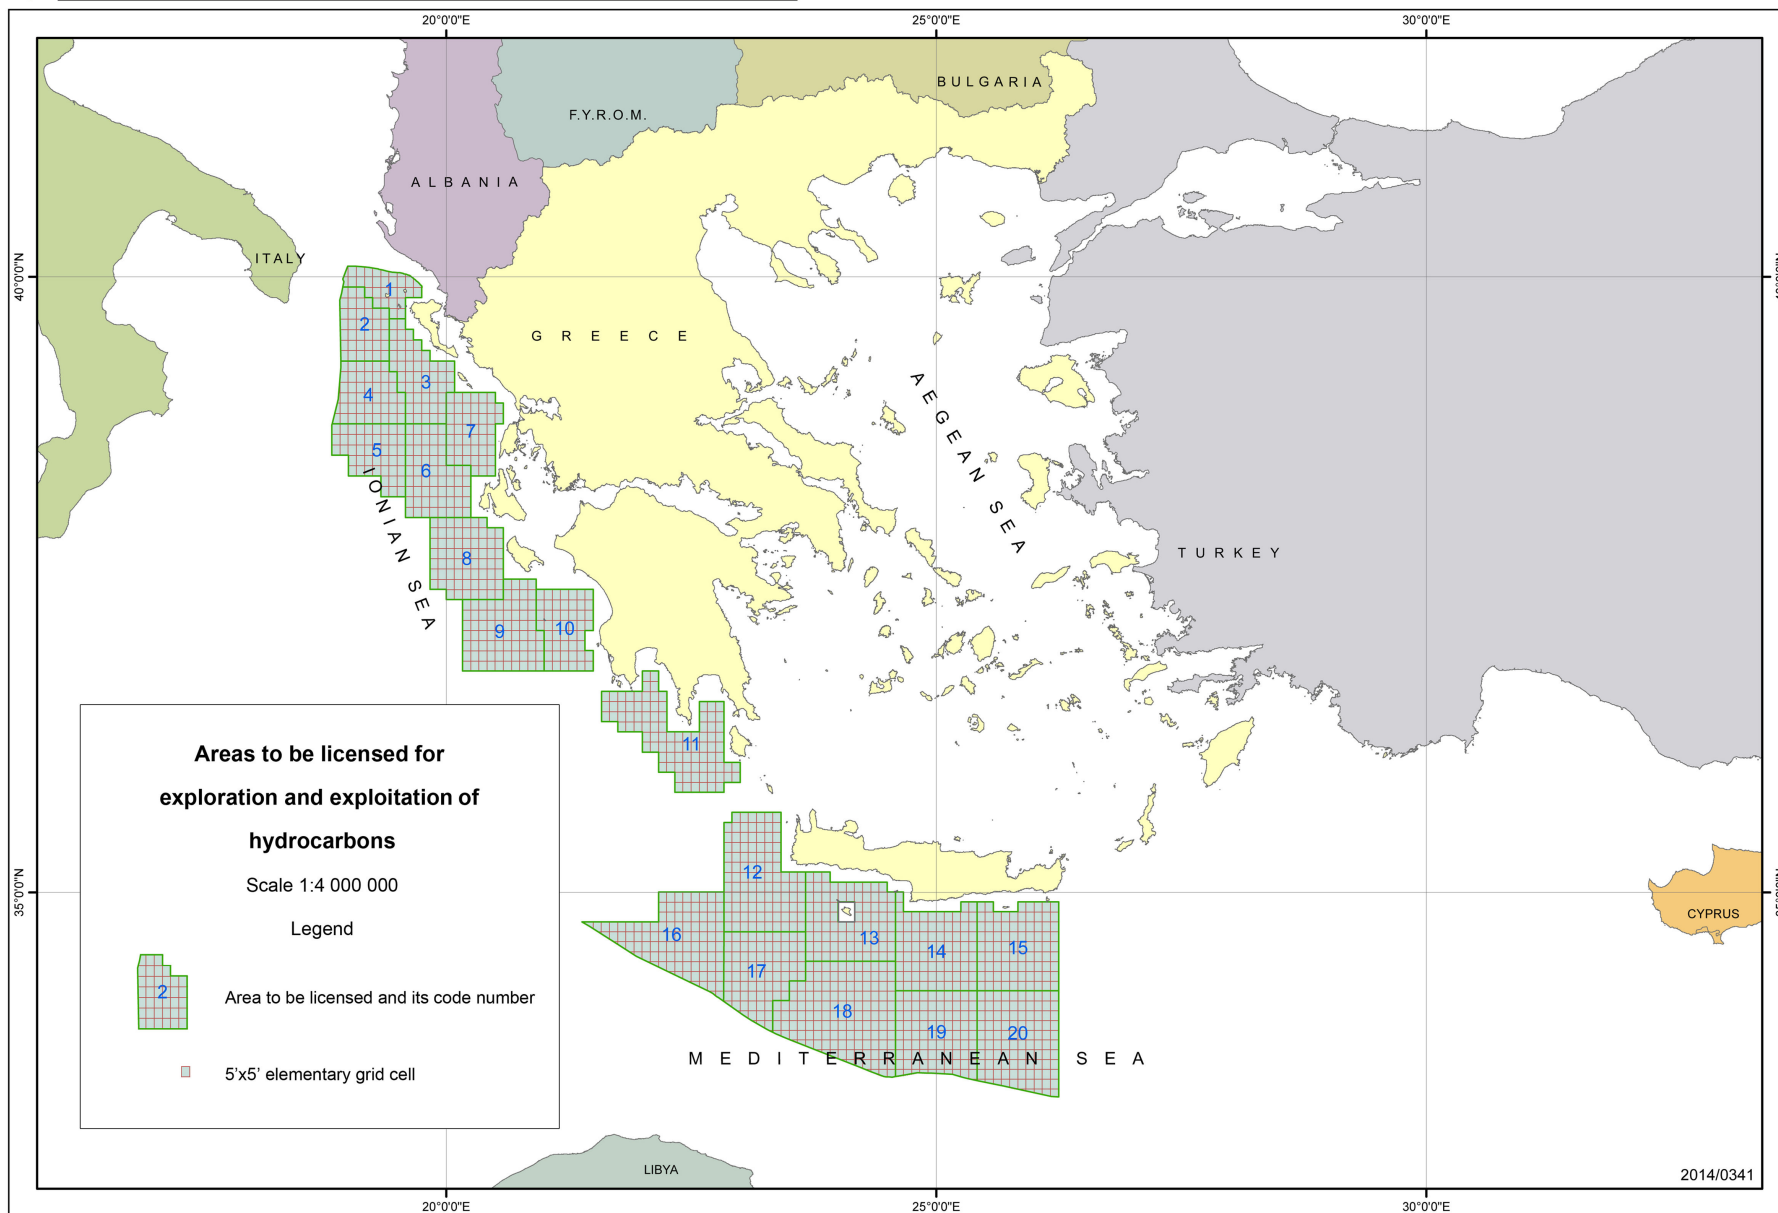 20°0'0"E
25°0'0"E
30°0'0"E
BULGARIA
F.Y.R.O.M.
ALBANIA
ITALY
40°0'0"N
1
2
GREECE
3
4
AEGEAN SEA
7
5
6
IONIAN SEA
8
TURKEY
9
10
11
Areas to be licensed for
exploration and exploitation of
hydrocarbons
Scale 1:4 000 000
Legend
2
Area to be licensed and its code number
5'x5' elementary grid cell
12
35°0'0"N
CYPRUS
16
13
14
15
17
18
19
20
MEDITERRANEAN SEA
LIBYA
2014/0341
20°0'0"E
25°0'0"E
30°0'0"E